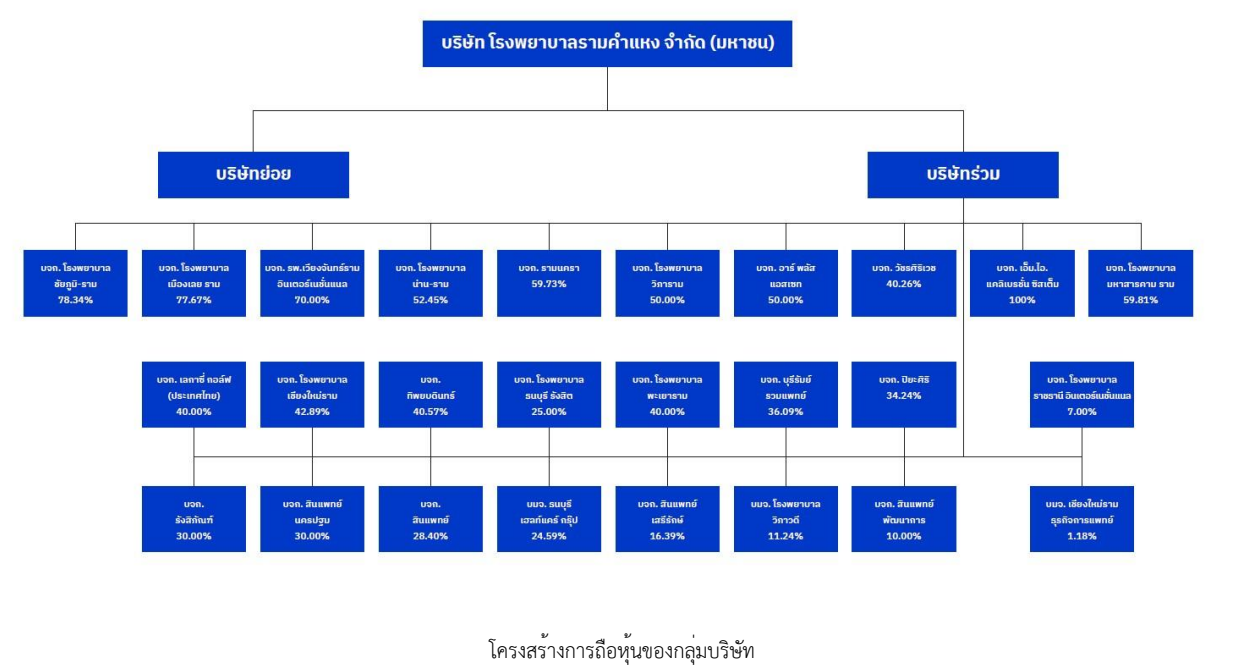 บริษัท โรงพยาบาลรามคำแหง จำกัด (มหาชน)
บริษัทย่อย
บริษัทร่วม
บจก. โรงพยาบาล
ชัยภูมิ-ราม
78.34%
บจก. โรงพยาบาล
เมืองเลย ราม
77.67%
บจก. รพ.เวียงจันทร์ราม
อินเตอร์เนชั่นแนล
70.00%
บจก. โรงพยาบาล
น่าน-ราม
52.45%
บจก. รามนครา
59.73%
บจก. โรงพยาบาล
วิภาราม
50.00%
บจก. อาร์ พลัส
แอสเซท
50.00%
บจก. วัชรศิริเวช
40.26%
บจก. เอ็ม.ไอ.
แคลิเบรชั่น ซิสเต็ม
100%
บจก. โรงพยาบาล
มหาสารคาม ราม
59.81%
บจก. เลกาซี่ กอล์ฟ
(ประเทศไทย)
40.00%
บจก. โรงพยาบาล
เชียงใหม่ราม
42.89%
บจก.
ทิพยบดินทร์
40.57%
บจก. โรงพยาบาล
ธนบุรี รังสิต
25.00%
บจก. โรงพยาบาล
พะเยาราม
40.00%
บจก. บุรีรัมย์
รวมแพทย์
36.09%
บจก. ปิยะศิริ
34.24%
บจก. โรงพยาบาล
ราชธานี อินเตอร์เนชั่นแนล
7.00%
บจก.
รังสิภัณฑ์
30.00%
บจก. สินแพทย์
นครปฐม
30.00%
บจก.
สินแพทย์
28.40%
บมจ. ธนบุรี
เฮลท์แคร์ กรุ๊ป
24.59%
บจก. สินแพทย์
เสรีรักษ์
16.39%
บมจ. โรงพยาบาล
วิภาวดี
11.24%
บจก. สินแพทย์
พัฒนาการ
10.00%
บมจ. เชียงใหม่ราม
ธุรกิจการแพทย์
1.18%
โครงสร้างการถือหุ้นของกลุ่มบริษัท